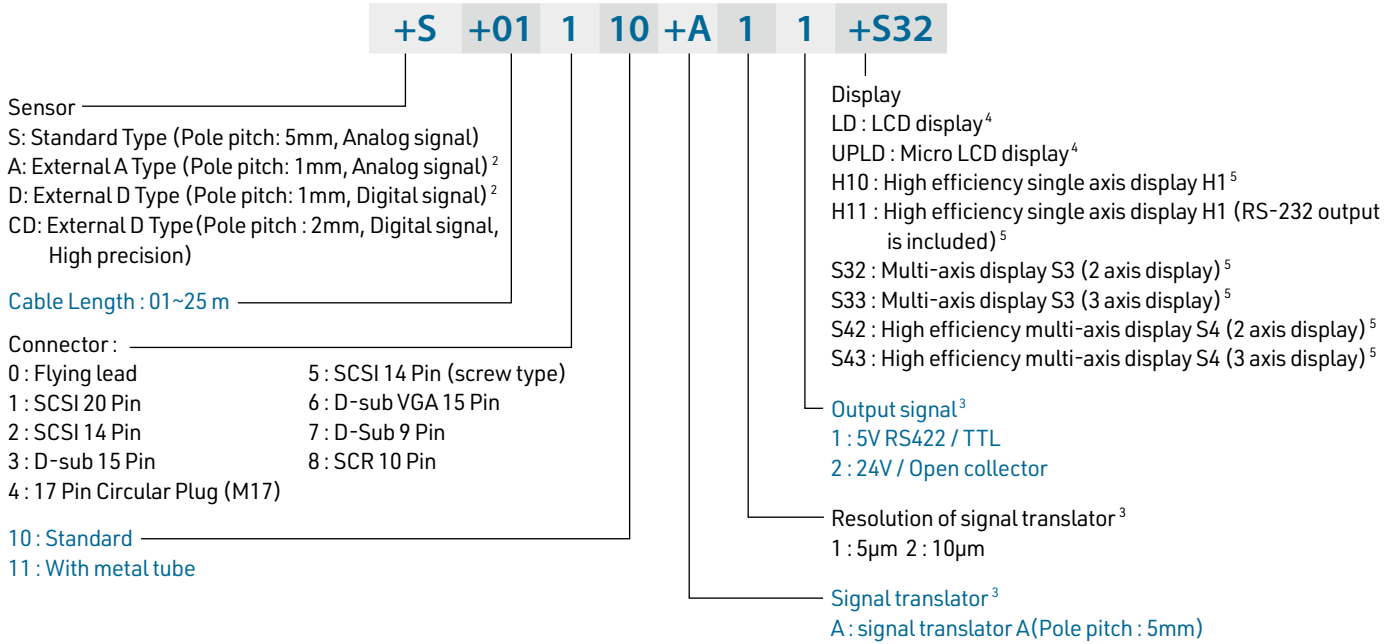 +S +01 1 10 +A 1 1 +S32
Sensor
S: Standard Type (Pole pitch: 5mm, Analog signal)
A: External A Type (Pole pitch: 1mm, Analog signal) 2
D: External D Type (Pole pitch: 1mm, Digital signal) 2
CD: External D Type(Pole pitch : 2mm, Digital signal,
High precision)
Cable Length : 01~25 m
Connector :
0 : Flying lead
1 : SCSI 20 Pin
2 : SCSI 14 Pin
3 : D-sub 15 Pin
4 : 17 Pin Circular Plug (M17)
5 : SCSI 14 Pin (screw type)
6 : D-sub VGA 15 Pin
7 : D-Sub 9 Pin
8 : SCR 10 Pin
10 : Standard
11 : With metal tube
Display
LD : LCD display 4
UPLD : Micro LCD display 4
H10 : High efficiency single axis display H1 5
H11 : High efficiency single axis display H1 (RS-232 output
is included) 5
S32 : Multi-axis display S3 (2 axis display) 5
S33 : Multi-axis display S3 (3 axis display) 5
S42 : High efficiency multi-axis display S4 (2 axis display) 5
S43 : High efficiency multi-axis display S4 (3 axis display) 5
Output signal 3
1 : 5V RS422 / TTL
2 : 24V / Open collector
Resolution of signal translator 3
1 : 5μm 2 : 10μm
Signal translator 3
A : signal translator A(Pole pitch : 5mm)